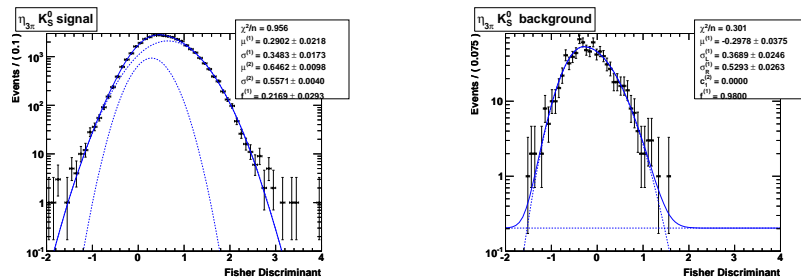 η3π K0S signal
χ2/n = 0.956
μ(1) = 0.2902 ± 0.0218
σ(1) = 0.3483 ± 0.0173
μ(2) = 0.6462 ± 0.0098
σ(2) = 0.5571 ± 0.0040
f(1) = 0.2169 ± 0.0293
Events / ( 0.1 )
103
102
10
1
10-1
-2 -1 0 1 2 3 4
Fisher Discriminant
η3π K0S background
χ2/n = 0.301
μ(1) = -0.2978 ± 0.0375
σ(1)L = 0.3689 ± 0.0246
σ(1)R = 0.5293 ± 0.0263
c(2)1 = 0.0000
f(1) = 0.9800
Events / ( 0.075 )
10
1
10-1
-2 -1 0 1 2 3 4
Fisher Discriminant